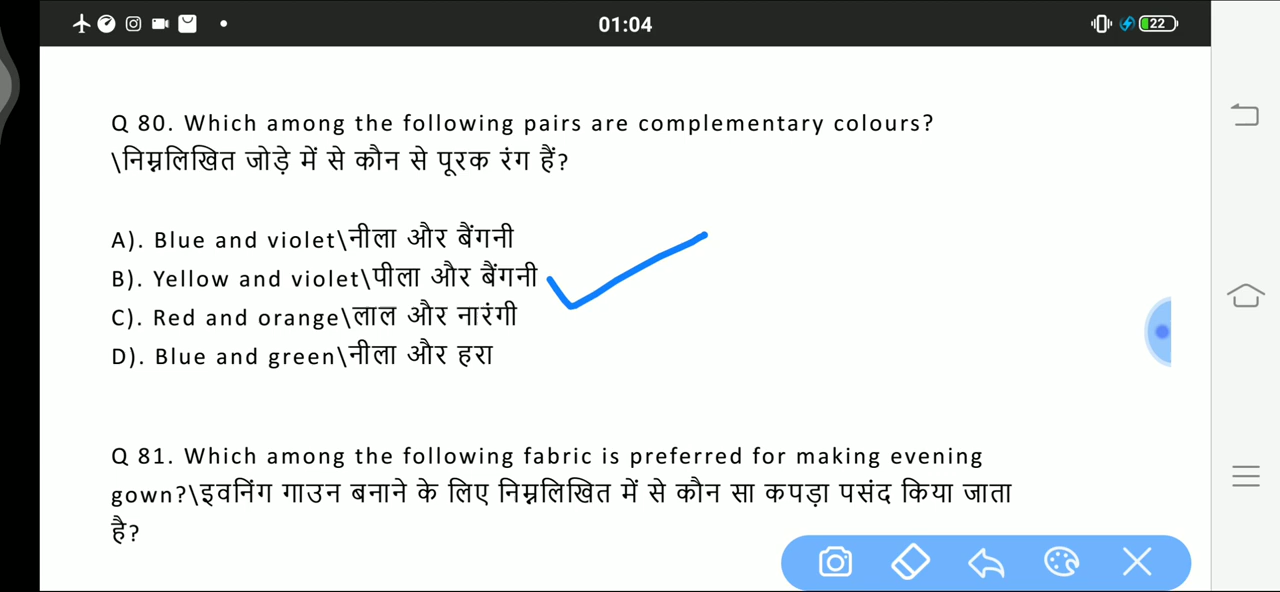 01:04
22
Q 80. Which among the following pairs are complementary colours?
\निम्नलिखित जोड़े में से कौन से पूरक रंग हैं?
A). Blue and violet\नीला और बैंगनी
B). Yellow and violet\पीला और बैंगनी
C). Red and orange\लाल और नारंगी
D). Blue and green\नीला और हरा
Q 81. Which among the following fabric is preferred for making evening
gown?\इवनिंग गाउन बनाने के लिए निम्नलिखित में से कौन सा कपड़ा पसंद किया जाता
है?